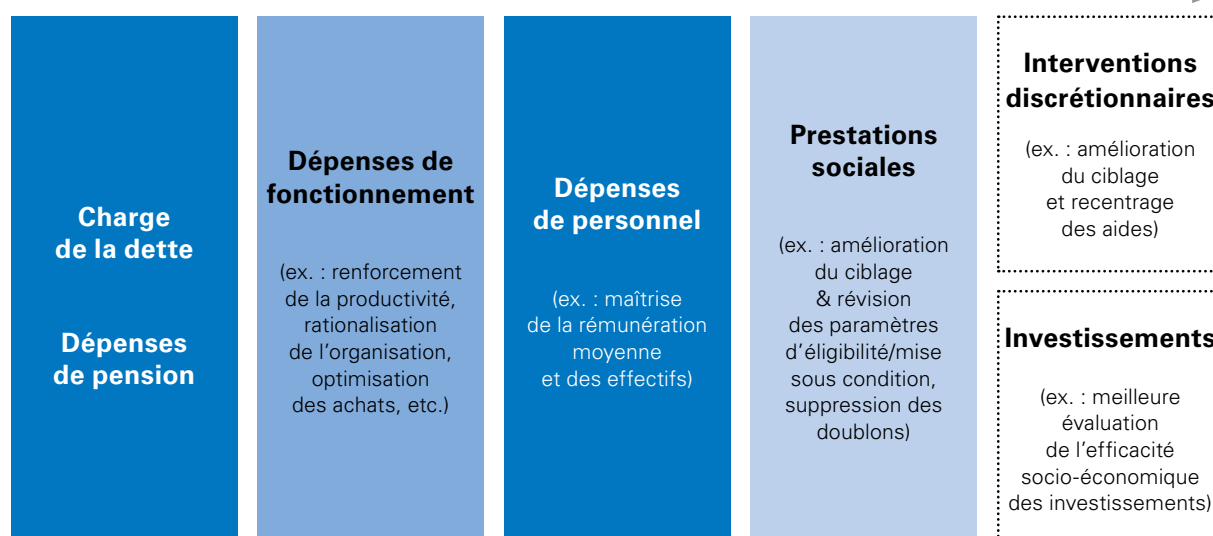 Charge
de la dette
Dépenses
de pension
Dépenses de
fonctionnement
(ex. : renforcement
de la productivité,
rationalisation
de l’organisation,
optimisation
des achats, etc.)
Dépenses
de personnel
(ex. : maîtrise
de la rémunération
moyenne
et des effectifs)
Prestations
sociales
(ex. : amélioration
du ciblage
& révision
des paramètres
d’éligibilité/mise
sous condition,
suppression des
doublons)
Interventions
discrétionnaires
(ex. : amélioration
du ciblage
et recentrage
des aides)
Investissements
(ex. : meilleure
évaluation
de l’efficacité
socio-économique
des investissements)